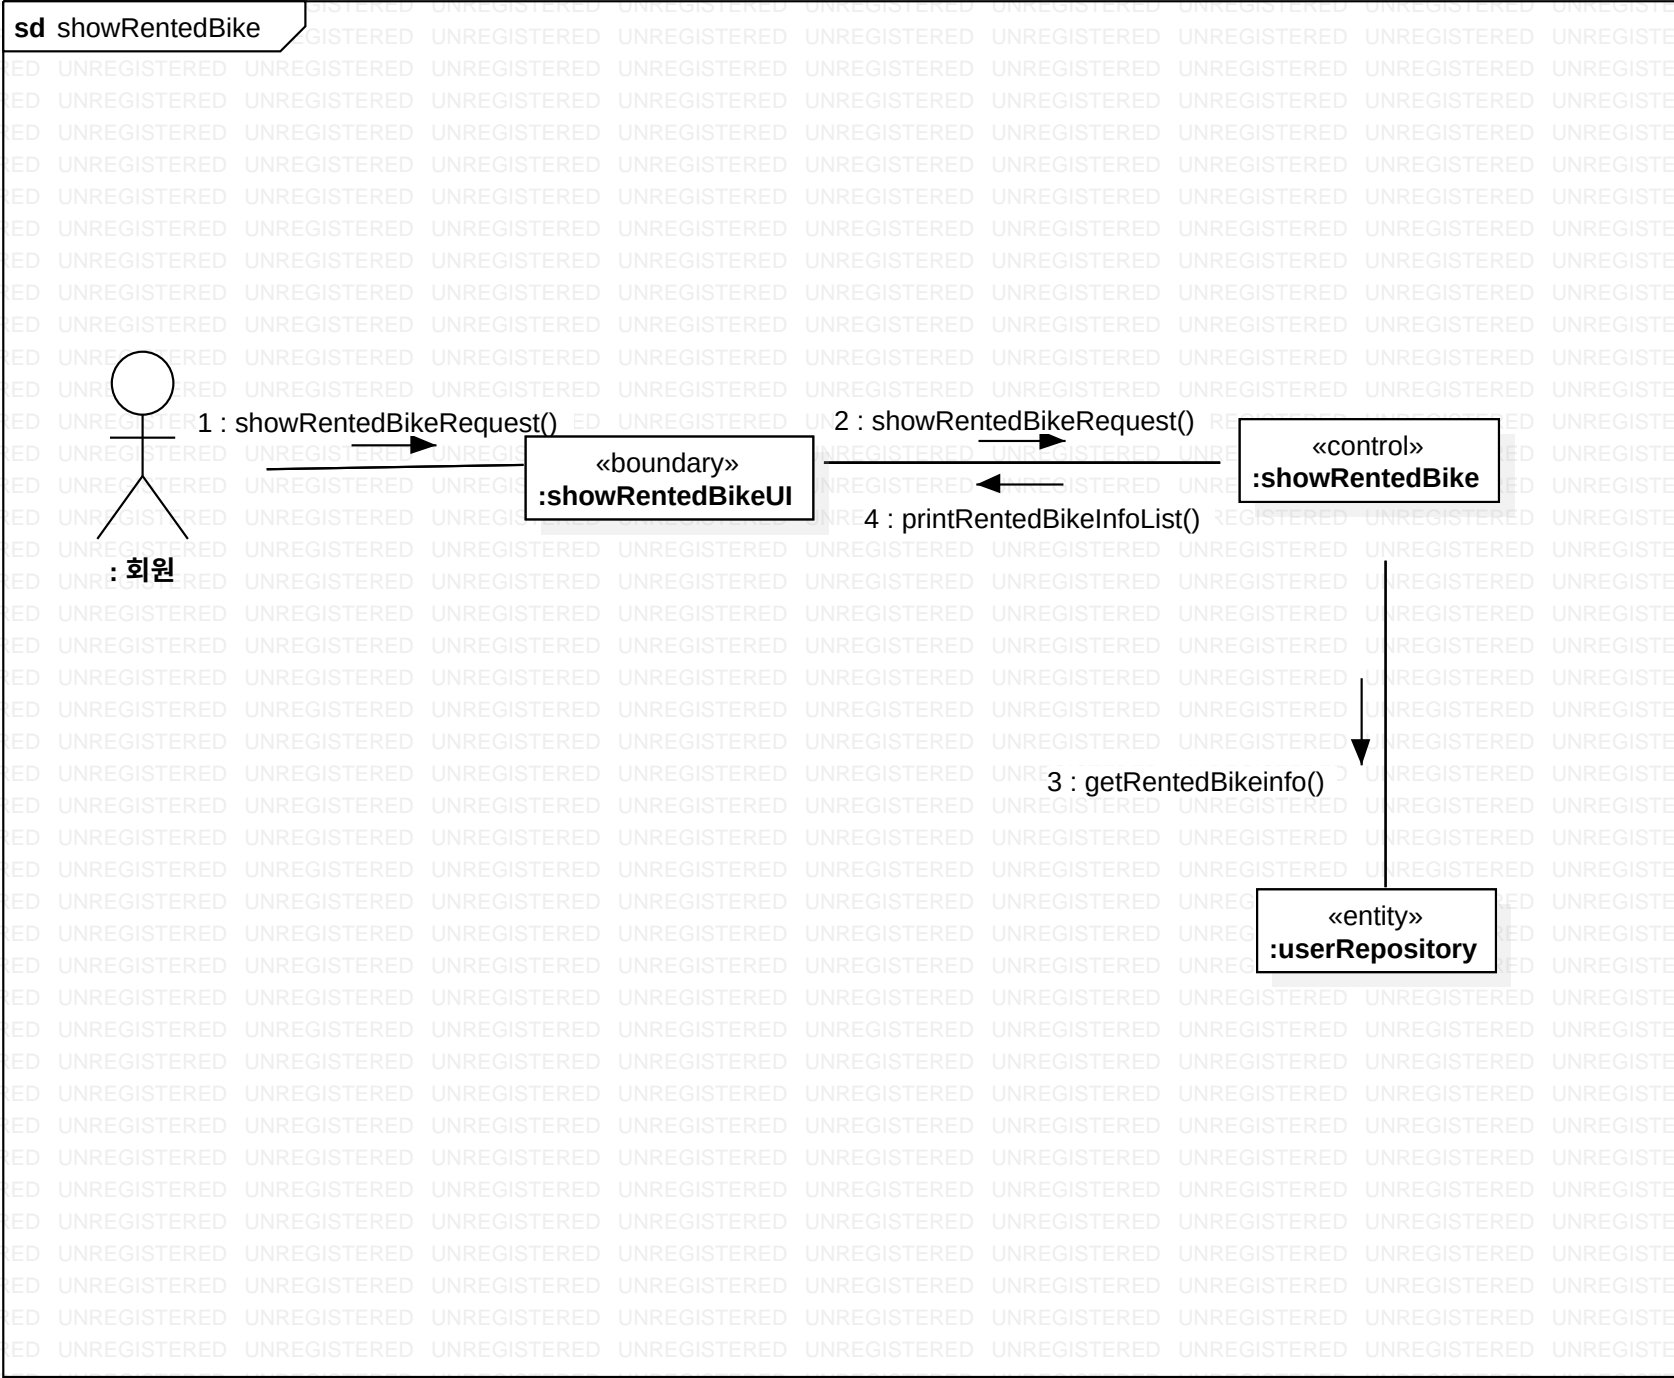 sd showRentedBike
1 : showRentedBikeRequest()
2 : showRentedBikeRequest()
«boundary»
:showRentedBikeUI
«control»
:showRentedBike
4 : printRentedBikeInfoList()
: 회원
3 : getRentedBikeinfo()
«entity»
:userRepository